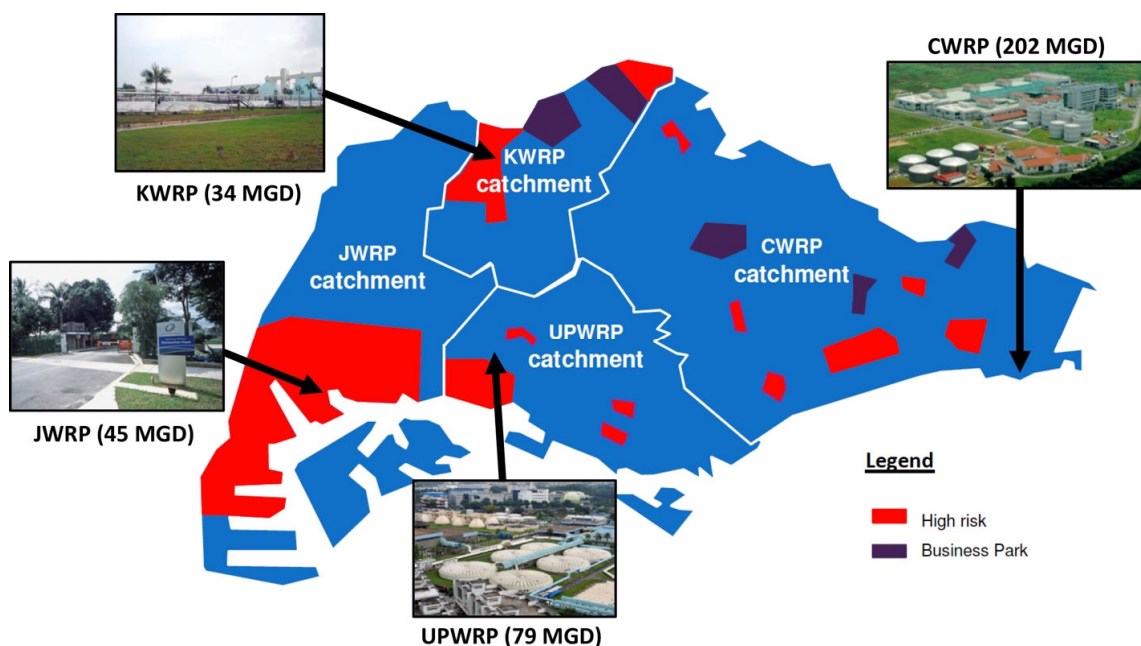 CWRP (202 MGD)
KWRP
catchment
KWRP (34 MGD)
JWRP
catchment
CWRP
catchment
UPWRP
catchment
JWRP (45 MGD)
Legend
High risk
Business Park
UPWRP (79 MGD)